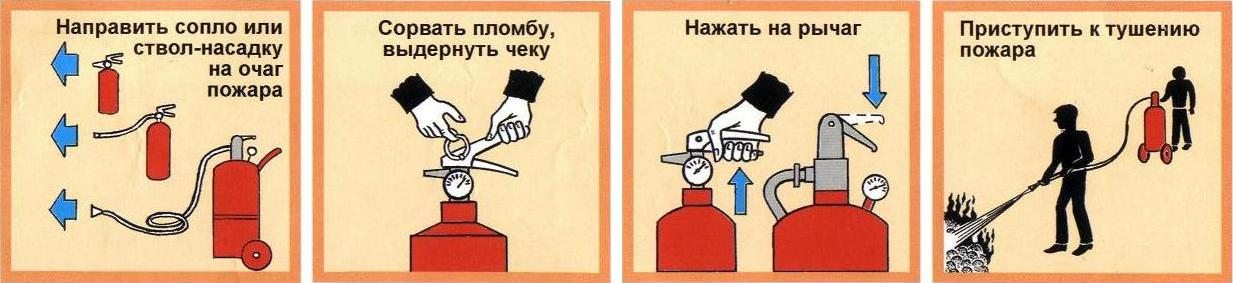 Направить сопло или
ствол-насадку
на очаг
пожара
Сорвать пломбу,
выдернуть чеку
Нажать на рычаг
Приступить к тушению
пожара